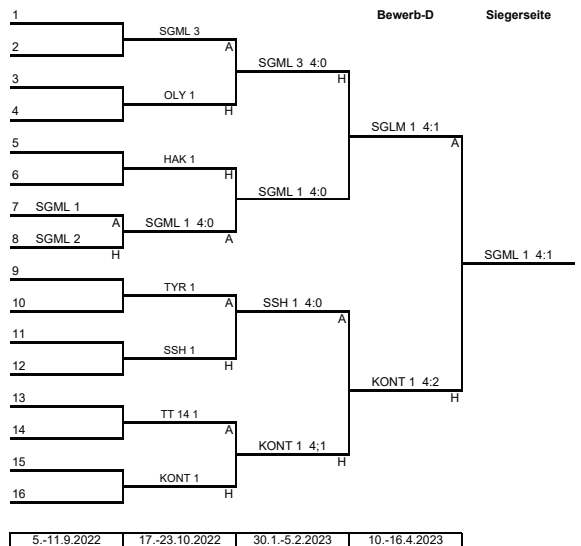 1 Bewerb-D Siegerseite
SGML 3
2 A
SGML 3 4:0
3 H
OLY 1
4 H
SGLM 1 4:1
5 A
HAK 1
6 H
SGML 1 4:0
7 SGML 1
A SGML 1 4:0
8 SGML 2 A
H
SGML 1 4:1
9
TYR 1
10 A SSH 1 4:0
A
11
SSH 1
12 H
KONT 1 4:2
13 H
TT 14 1
14 A
KONT 1 4;1
15 H
KONT 1
16 H
5.-11.9.2022 17.-23.10.2022 30.1.-5.2.2023 10.-16.4.2023